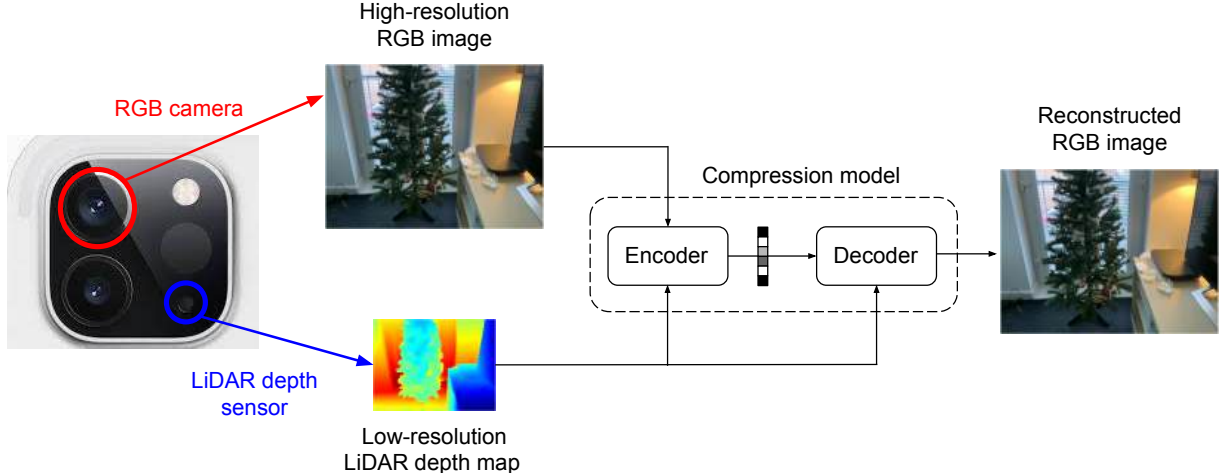 High-resolution
RGB image
RGB camera
Reconstructed
RGB image
Compression model
Encoder
Decoder
LiDAR depth
sensor
Low-resolution
LiDAR depth map